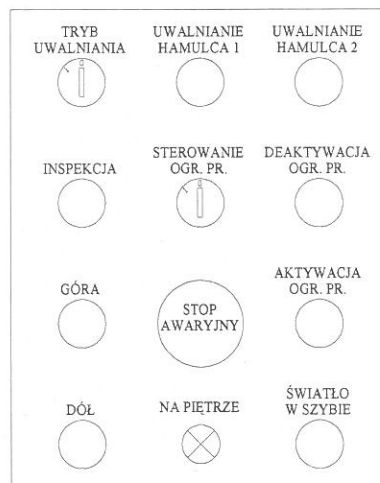 TRYB
UWALNIANIA
UWALNIANIE
HAMULCA 1
UWALNIANIE
HAMULCA 2
INSPEKCJA
STEROWANIE
OGR. PR.
DEAKTYWACJA
OGR. PR.
GÓRA
STOP
AWARYJNY
AKTYWACJA
OGR. PR.
DÓŁ
NA PIĘTRZE
ŚWIATŁO
W SZYBIE